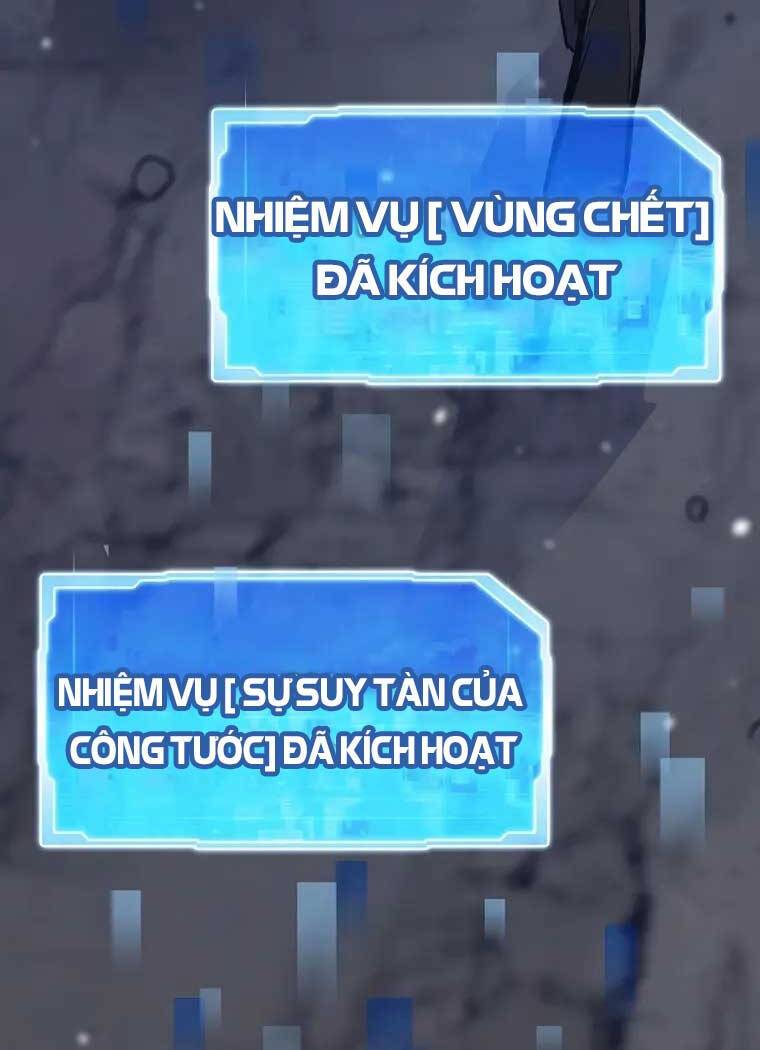 NHIỆM VỤ [ VÙNG CHẾT]
ĐÃ KÍCH HOẠT
NHIỆM VỤ [ SỰ SUY TÀN CỦA
CÔNG TƯỚC] ĐÃ KÍCH HOẠT